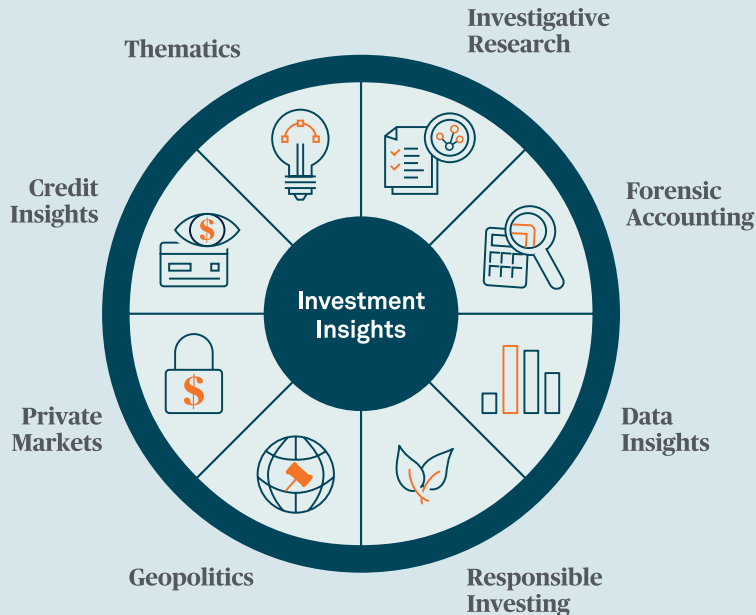 Thematics
Investigative
Research
Credit
Insights
$
Forensic
Accounting
Investment
Insights
$
Private
Markets
Data
Insights
Geopolitics
Responsible
Investing